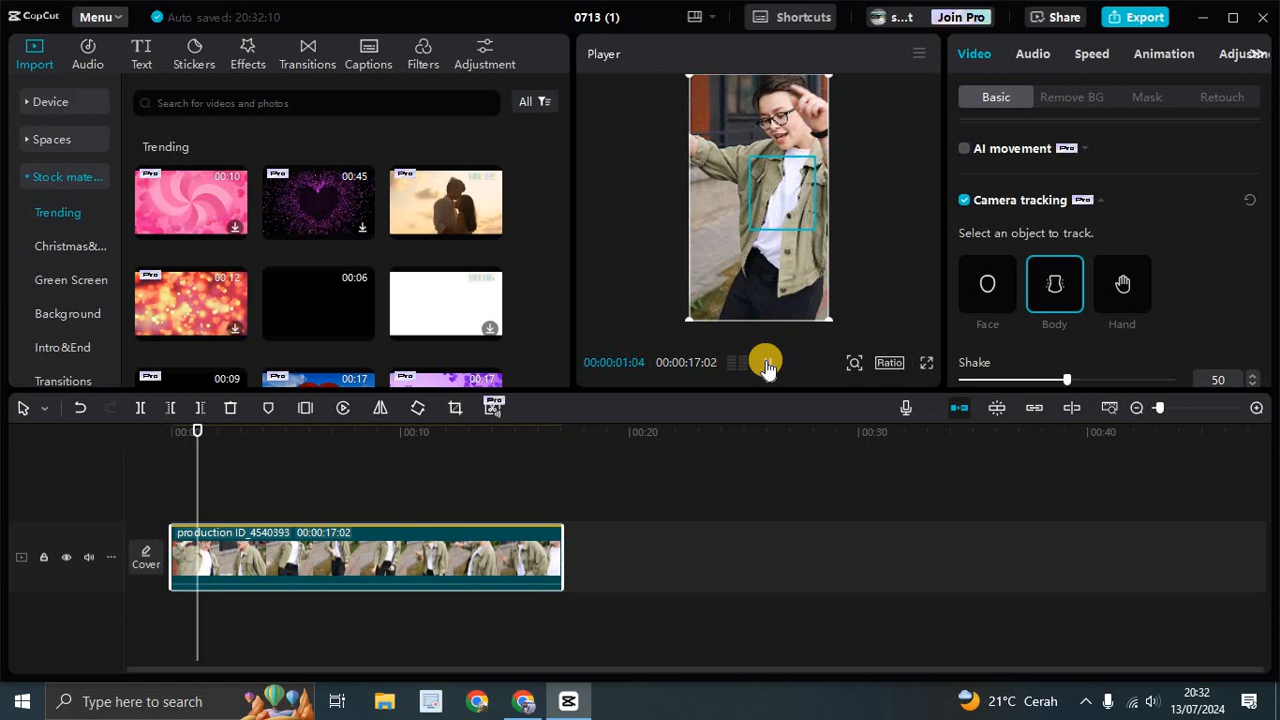 CapCut
Menu
Auto saved: 20:32:10
0713 (1)
Shortcuts
s...t
Join Pro
Share
Export
Import
Audio
Text
Stickers
Effects
Transitions
Captions
Filters
Adjustment
Device
Spaces
Stock mate...
Trending
Christmas&...
Green Screen
Background
Intro&End
Transitions
Search for videos and photos
All
Trending
Pro
00:10
Pro
00:45
Pro
00:14
Pro
00:12
00:06
00:09
00:17
Pro
00:17
Player
00:00:01:04
00:00:17:02
Ratio
Video
Audio
Speed
Animation
Adjus
Basic
Remove BG
Mask
Retouch
AI movement
Pro
Camera tracking
Pro
Select an object to track.
Face
Body
Hand
Shake
50
Pro
00:10
00:20
00:30
00:40
Cover
production ID_4540393 00:00:17:02
Type here to search
21°C Cerah
20:32
13/07/2024